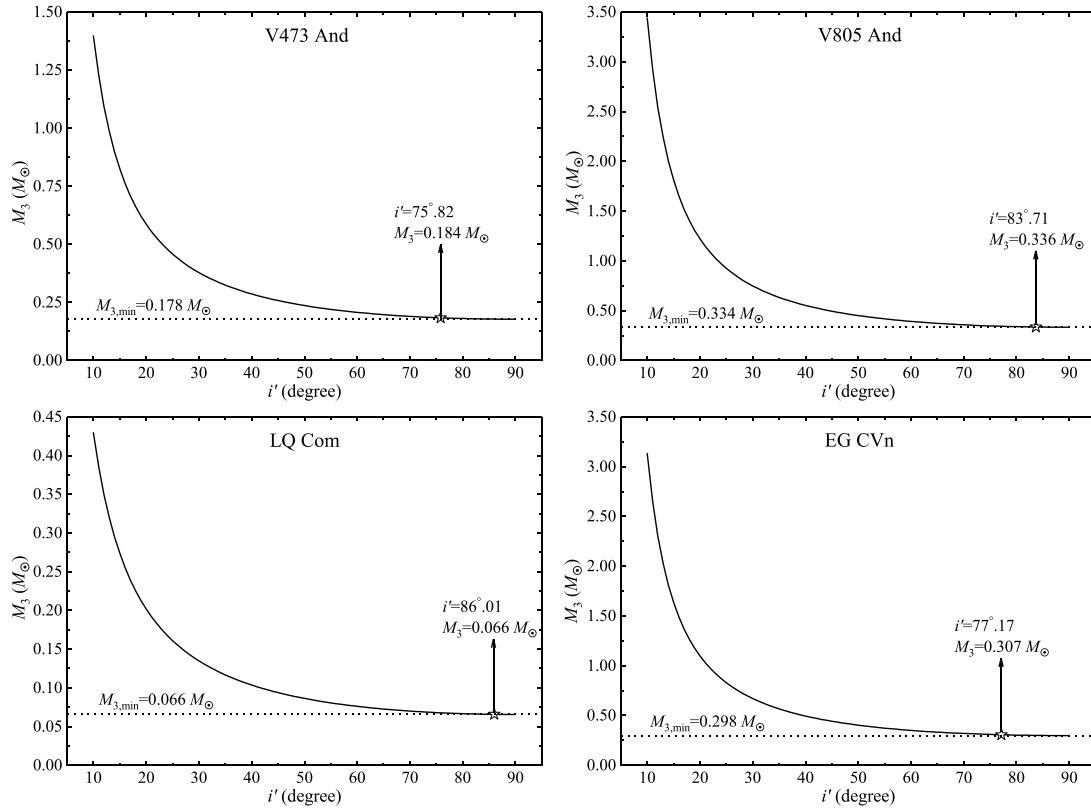 V473 And
1.50
1.25
1.00
0.75
0.50
0.25
0.00
M3 (M☉)
i′=75°.82
M3=0.184 M☉
M3,min=0.178 M☉
10 20 30 40 50 60 70 80 90
i′ (degree)
V805 And
3.50
3.00
2.50
2.00
1.50
1.00
0.50
0.00
M3 (M☉)
i′=83°.71
M3=0.336 M☉
M3,min=0.334 M☉
10 20 30 40 50 60 70 80 90
i′ (degree)
LQ Com
0.45
0.40
0.35
0.30
0.25
0.20
0.15
0.10
0.05
0.00
M3 (M☉)
i′=86°.01
M3=0.066 M☉
M3,min=0.066 M☉
10 20 30 40 50 60 70 80 90
i′ (degree)
EG CVn
3.50
3.00
2.50
2.00
1.50
1.00
0.50
0.00
M3 (M☉)
i′=77°.17
M3=0.307 M☉
M3,min=0.298 M☉
10 20 30 40 50 60 70 80 90
i′ (degree)